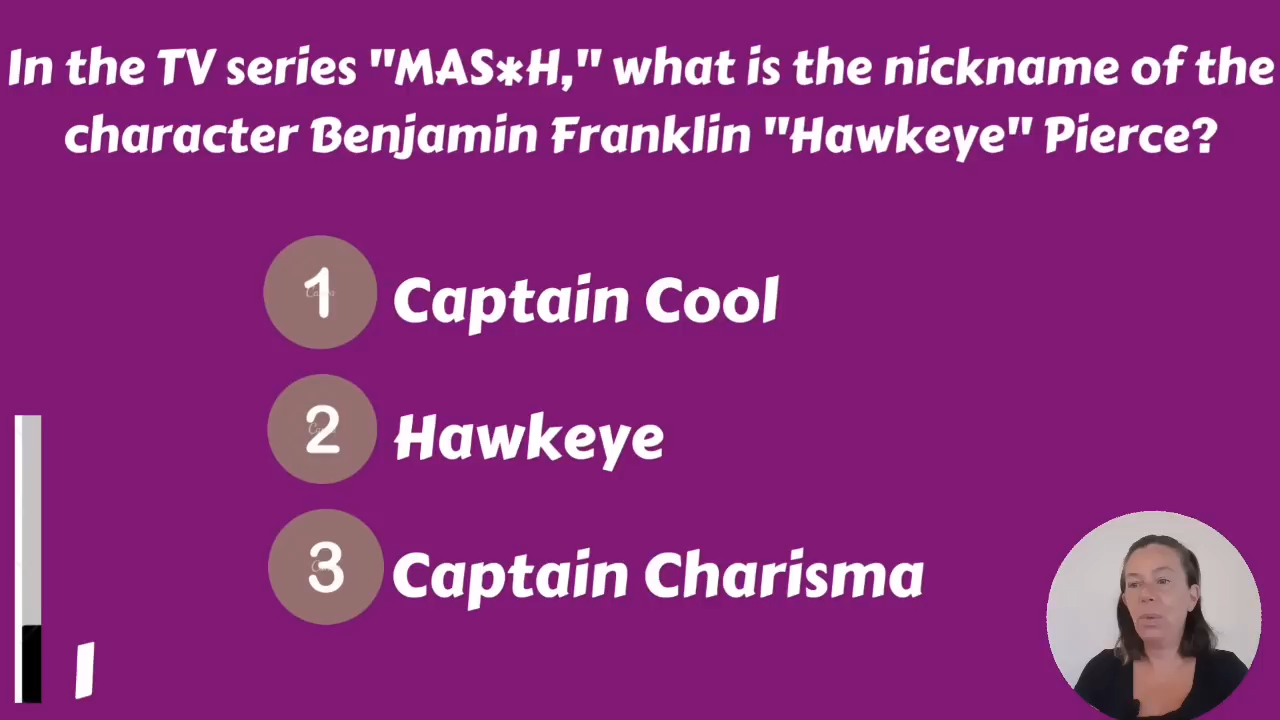 In the TV series "MAS*H," what is the nickname of the
character Benjamin Franklin "Hawkeye" Pierce?
1 Captain Cool
2 Hawkeye
3 Captain Charisma
1